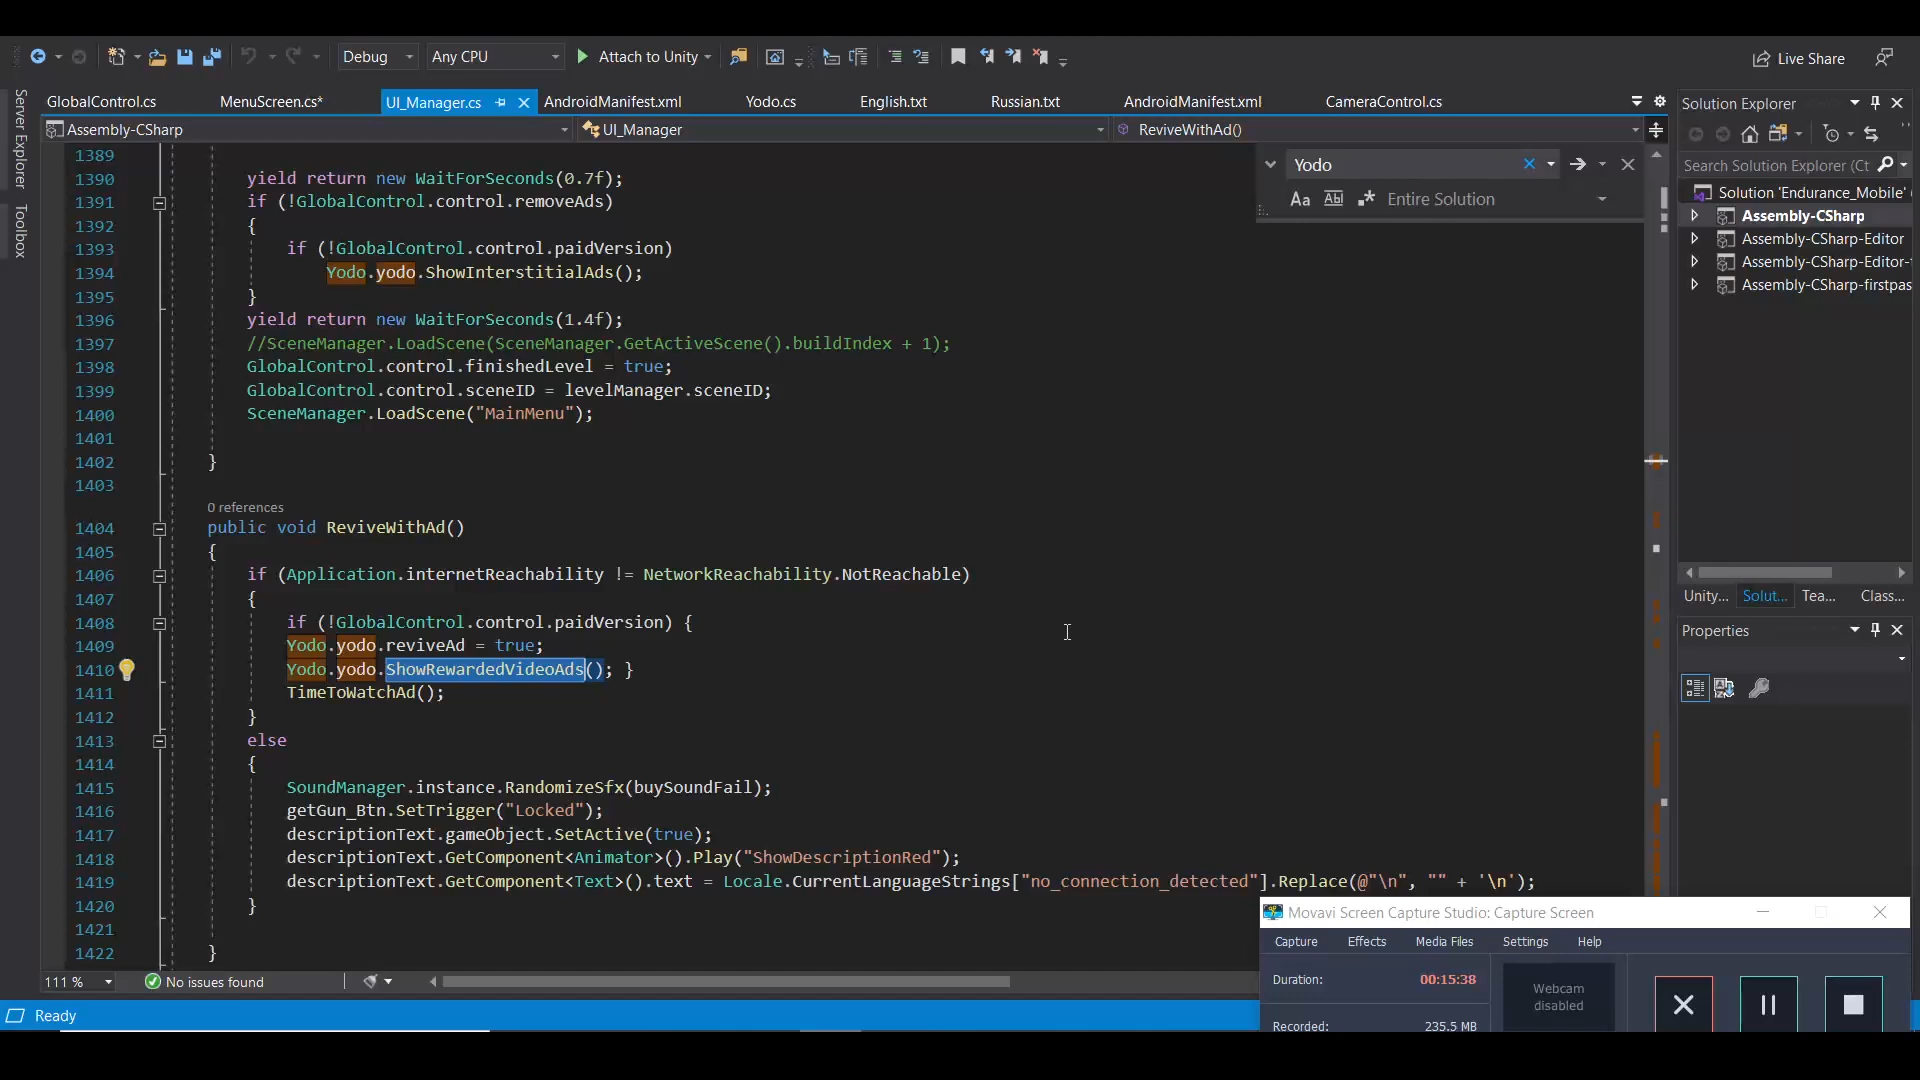 Debug
Any CPU
Attach to Unity
Live Share
GlobalControl.cs
MenuScreen.cs*
UI_Manager.cs
AndroidManifest.xml
Yodo.cs
English.txt
Russian.txt
AndroidManifest.xml
CameraControl.cs
Assembly-CSharp
UI_Manager
ReviveWithAd()
Server Explorer
Toolbox
Yodo
Aa
Abl
Entire Solution
1389
1390 yield return new WaitForSeconds(0.7f);
1391 if (!GlobalControl.control.removeAds)
1392 {
1393 if (!GlobalControl.control.paidVersion)
1394 Yodo.yodo.ShowInterstitialAds();
1395 }
1396 yield return new WaitForSeconds(1.4f);
1397 //SceneManager.LoadScene(SceneManager.GetActiveScene().buildIndex + 1);
1398 GlobalControl.control.finishedLevel = true;
1399 GlobalControl.control.sceneID = levelManager.sceneID;
1400 SceneManager.LoadScene("MainMenu");
1401
1402 }
1403
0 references
1404 public void ReviveWithAd()
1405 {
1406 if (Application.internetReachability != NetworkReachability.NotReachable)
1407 {
1408 if (!GlobalControl.control.paidVersion) {
1409 Yodo.yodo.reviveAd = true;
1410 Yodo.yodo.ShowRewardedVideoAds(); }
1411 TimeToWatchAd();
1412 }
1413 else
1414 {
1415 SoundManager.instance.RandomizeSfx(buySoundFail);
1416 getGun_Btn.SetTrigger("Locked");
1417 descriptionText.gameObject.SetActive(true);
1418 descriptionText.GetComponent<Animator>().Play("ShowDescriptionRed");
1419 descriptionText.GetComponent<Text>().text = Locale.CurrentLanguageStrings["no_connection_detected"].Replace(@"\n", "" + '\n');
1420 }
1421
1422 }
111 %
No issues found
Ready
Solution Explorer
Search Solution Explorer (Ct
Solution 'Endurance_Mobile'
Assembly-CSharp
Assembly-CSharp-Editor
Assembly-CSharp-Editor-
Assembly-CSharp-firstpas
Unity...
Solut...
Tea...
Class...
Properties
Movavi Screen Capture Studio: Capture Screen
Capture
Effects
Media Files
Settings
Help
Duration:
00:15:38
Webcam
disabled
Recorded:
235.5 MB